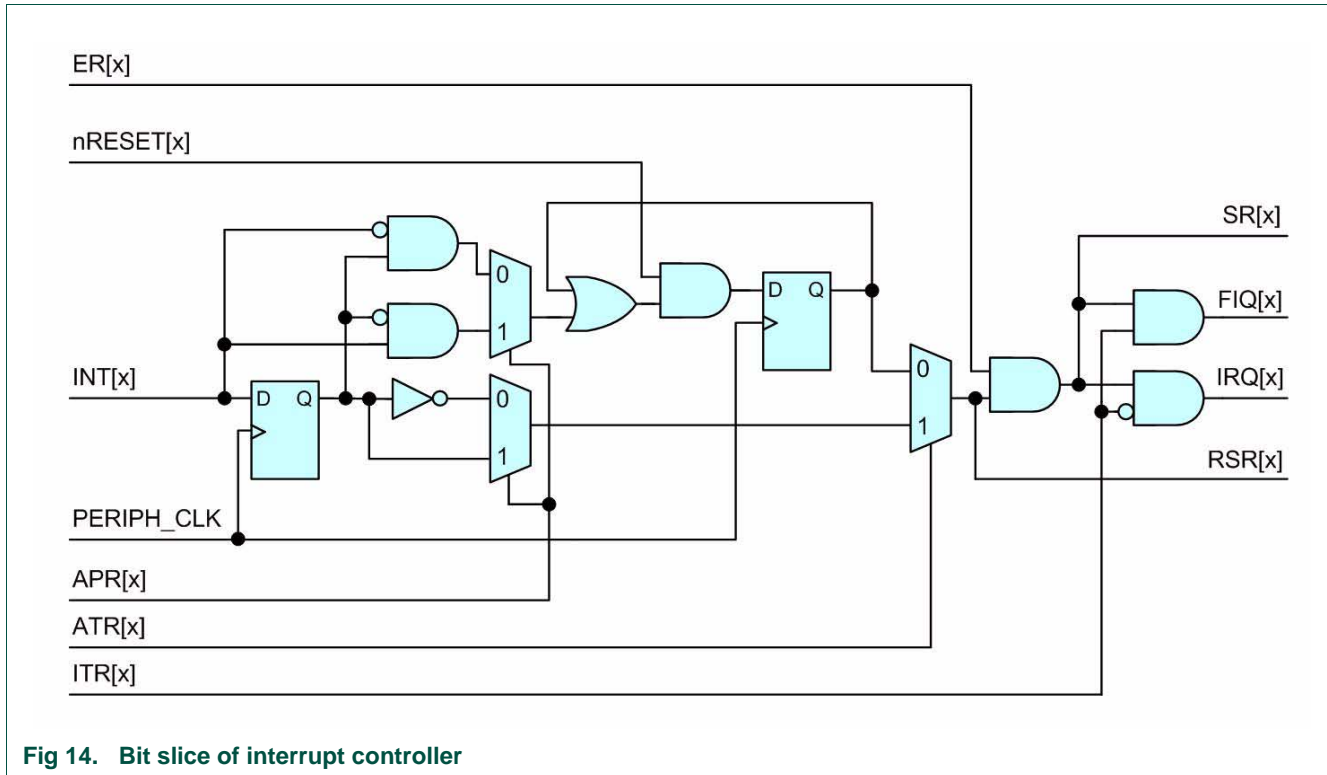 ER[x]
nRESET[x]
SR[x]
0
D Q
FIQ[x]
1
0
INT[x]
D Q
0
IRQ[x]
1
1
RSR[x]
PERIPH_CLK
APR[x]
ATR[x]
ITR[x]
Fig 14. Bit slice of interrupt controller